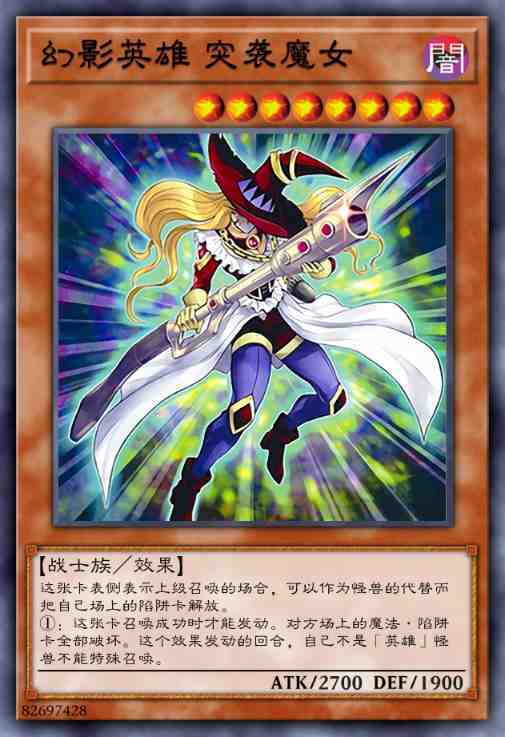 幻影英雄 突袭魔女
闇
【战士族／效果】
这张卡表侧表示上级召唤的场合，可以作为怪兽的代替而
把自己场上的陷阱卡解放。
①：这张卡召唤成功时才能发动。对方场上的魔法·陷阱
卡全部破坏。这个效果发动的回合，自己不是「英雄」怪
兽不能特殊召唤。
ATK/2700 DEF/1900
82697428